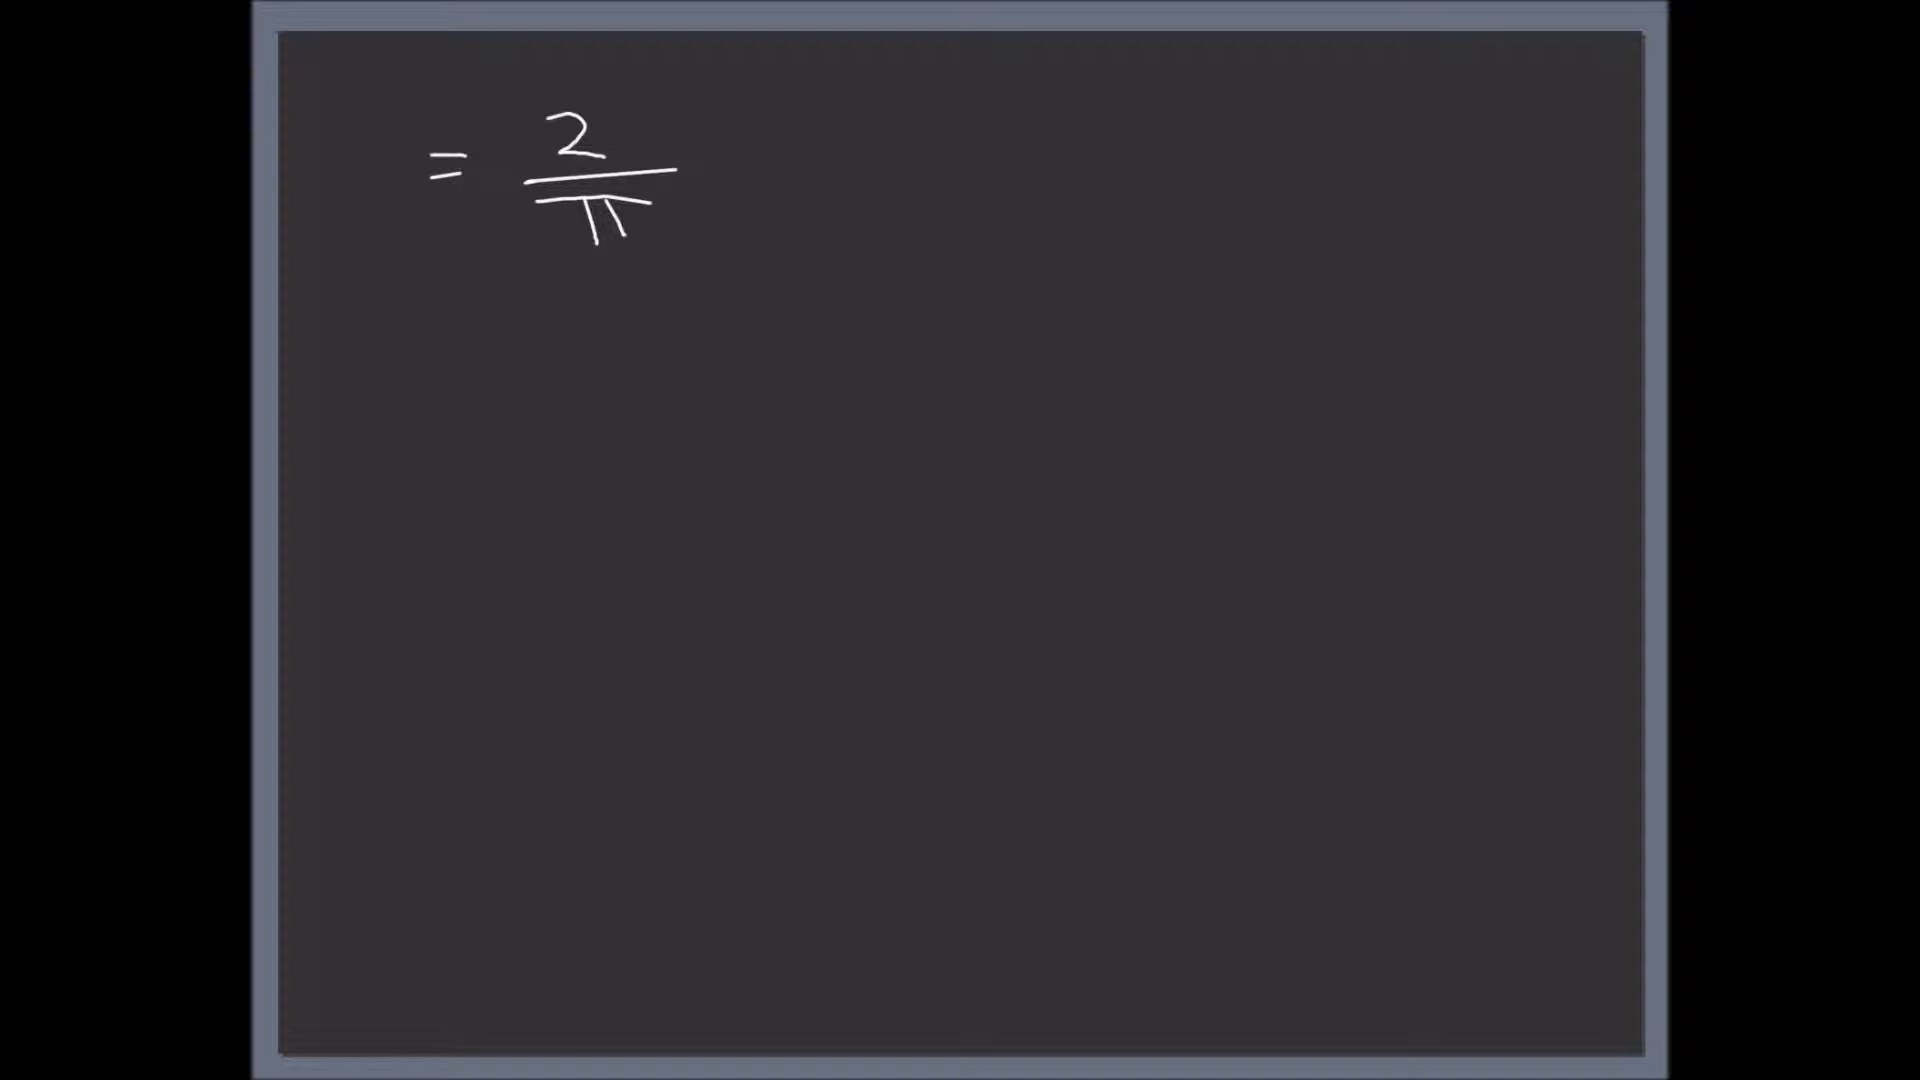 = 2/π